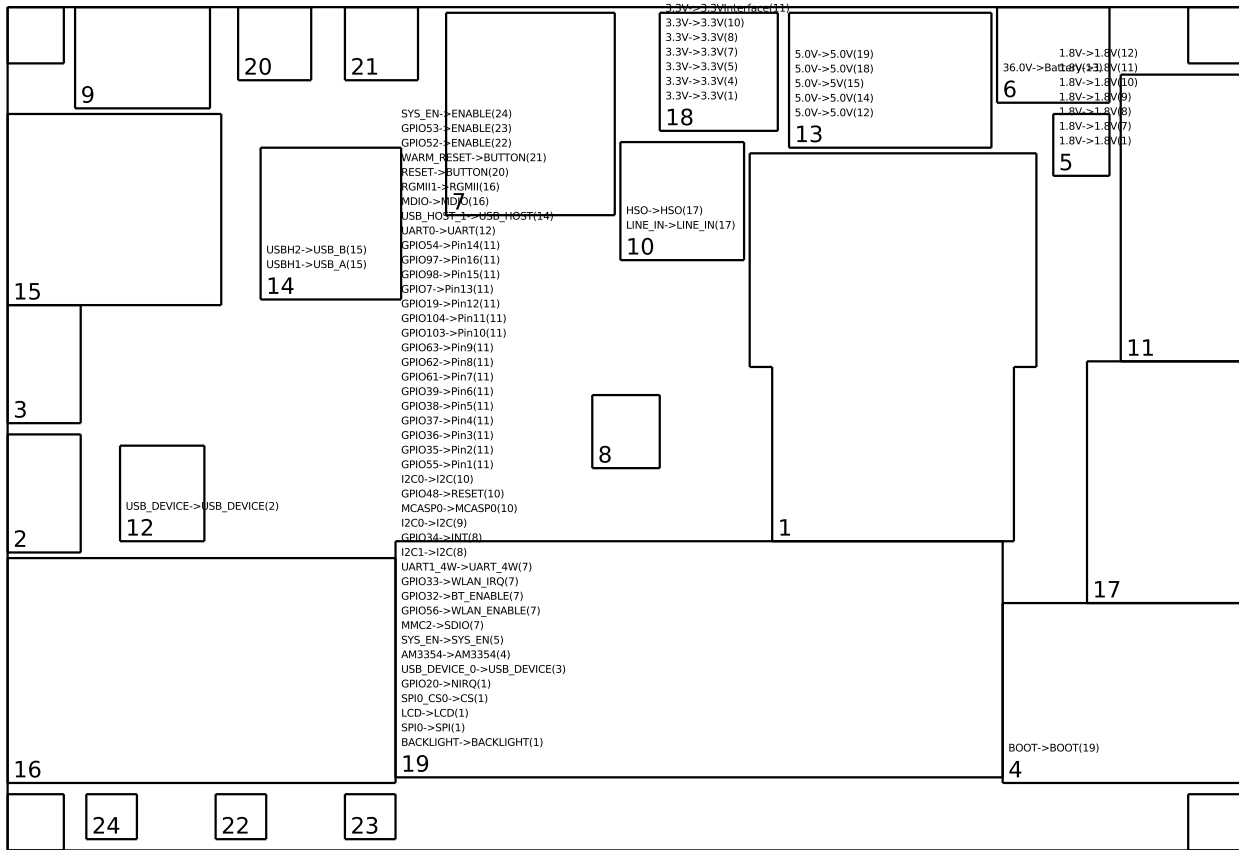 3.3V->3.3VInterface(11)
3.3V->3.3V(10)
3.3V->3.3V(8)
3.3V->3.3V(7)
3.3V->3.3V(5)
3.3V->3.3V(4)
3.3V->3.3V(1)
18
5.0V->5.0V(19)
5.0V->5.0V(18)
5.0V->5V(15)
5.0V->5.0V(14)
5.0V->5.0V(12)
13
36.0V->Battery(13)
6
1.8V->1.8V(12)
1.8V->1.8V(11)
1.8V->1.8V(10)
1.8V->1.8V(9)
1.8V->1.8V(8)
1.8V->1.8V(7)
1.8V->1.8V(1)
5
9
20
21
7
SYS_EN->ENABLE(24)
GPIO53->ENABLE(23)
GPIO52->ENABLE(22)
WARM_RESET->BUTTON(21)
RESET->BUTTON(20)
RGMII1->RGMII(16)
MDIO->MDIO(16)
USB_HOST_1->USB_HOST(14)
UART0->UART(12)
GPIO54->Pin14(11)
GPIO97->Pin16(11)
GPIO98->Pin15(11)
GPIO7->Pin13(11)
GPIO19->Pin12(11)
GPIO104->Pin11(11)
GPIO103->Pin10(11)
GPIO63->Pin9(11)
GPIO62->Pin8(11)
GPIO61->Pin7(11)
GPIO39->Pin6(11)
GPIO38->Pin5(11)
GPIO37->Pin4(11)
GPIO36->Pin3(11)
GPIO35->Pin2(11)
GPIO55->Pin1(11)
I2C0->I2C(10)
GPIO48->RESET(10)
MCASP0->MCASP0(10)
I2C0->I2C(9)
GPIO34->INT(8)
I2C1->I2C(8)
UART1_4W->UART_4W(7)
GPIO33->WLAN_IRQ(7)
GPIO32->BT_ENABLE(7)
GPIO56->WLAN_ENABLE(7)
MMC2->SDIO(7)
SYS_EN->SYS_EN(5)
AM3354->AM3354(4)
USB_DEVICE_0->USB_DEVICE(3)
GPIO20->NIRQ(1)
SPI0_CS0->CS(1)
LCD->LCD(1)
SPI0->SPI(1)
BACKLIGHT->BACKLIGHT(1)
19
HSO->HSO(17)
LINE_IN->LINE_IN(17)
10
USBH2->USB_B(15)
USBH1->USB_A(15)
14
15
11
3
8
USB_DEVICE->USB_DEVICE(2)
12
2
1
17
BOOT->BOOT(19)
4
16
24
22
23